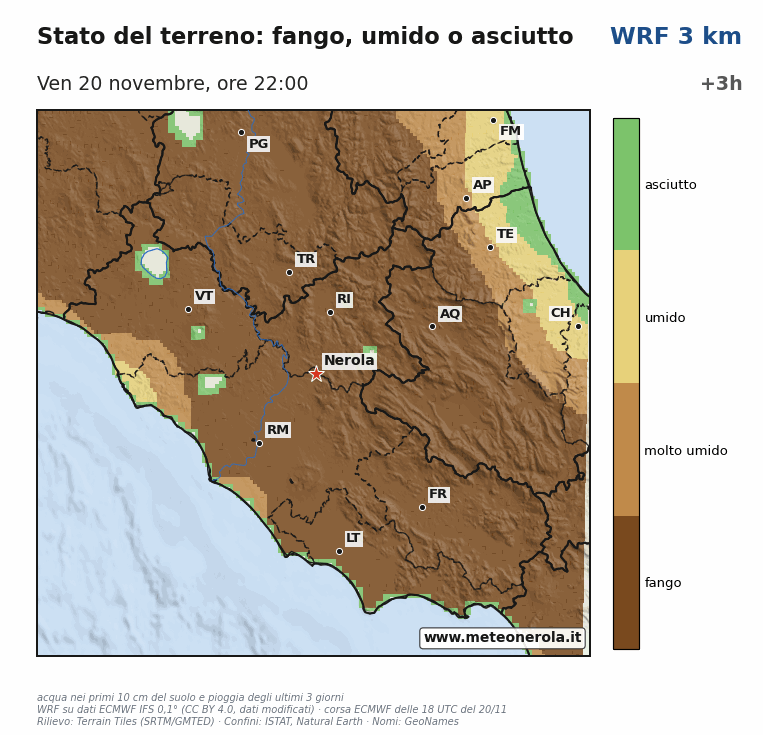 Stato del terreno: fango, umido o asciutto WRF 3 km
Ven 20 novembre, ore 22:00 +3h
FM
PG
AP
asciutto
TE
TR
VT
RI
AQ
CH
umido
Nerola
RM
molto umido
FR
LT
fango
www.meteonerola.it
acqua nei primi 10 cm del suolo e pioggia degli ultimi 3 giorni
WRF su dati ECMWF IFS 0,1° (CC BY 4.0, dati modificati) · corsa ECMWF delle 18 UTC del 20/11
Rilievo: Terrain Tiles (SRTM/GMTED) · Confini: ISTAT, Natural Earth · Nomi: GeoNames